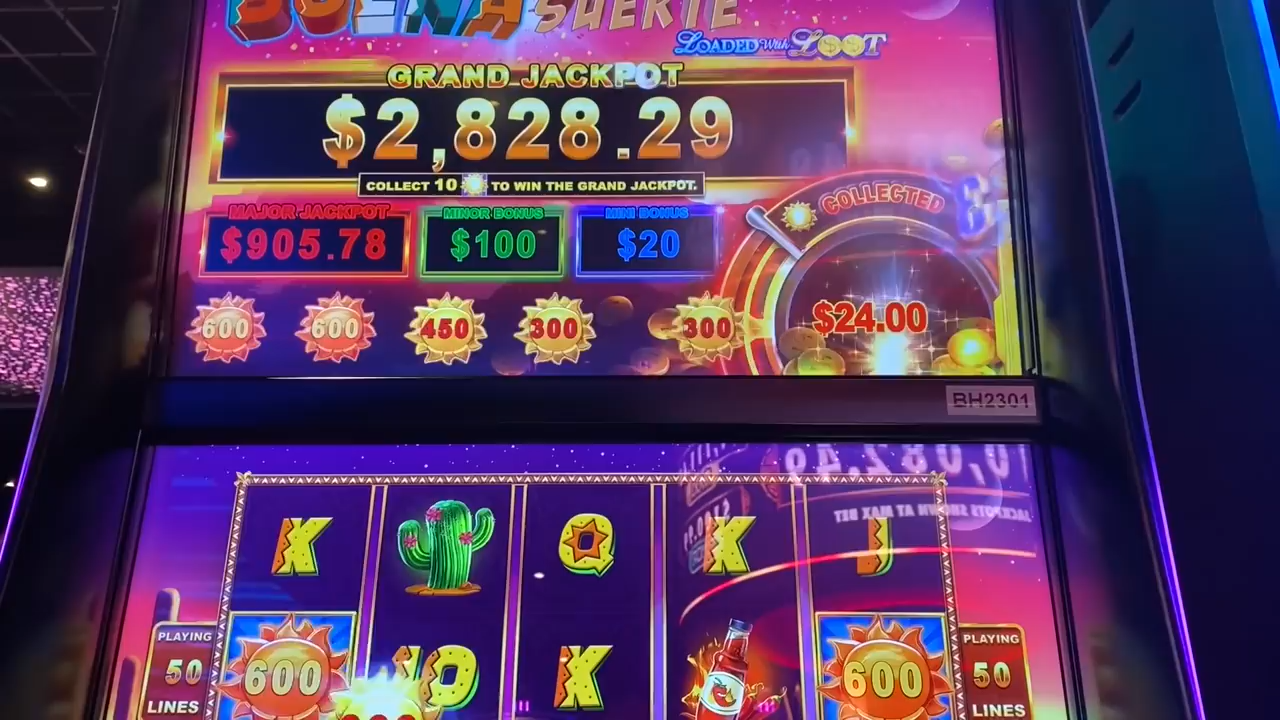 BUENA SUERTE
LOADED With LOOT
GRAND JACKPOT
$2,828.29
COLLECT 10 TO WIN THE GRAND JACKPOT.
MAJOR JACKPOT
$905.78
MINOR BONUS
$100
MINI BONUS
$20
COLLECTED
$24.00
600 600 450 300 300
BH2301
K Q K J
PLAYING
50
LINES
600 10 K 600
PLAYING
50
LINES